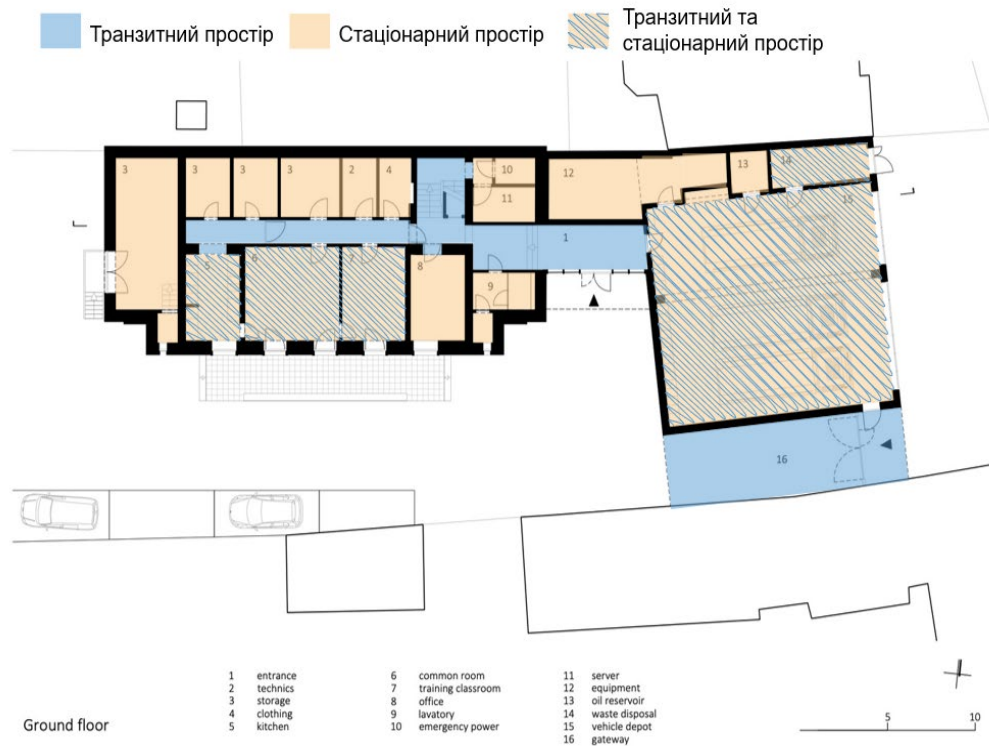 Транзитний простір
Стаціонарний простір
Транзитний та
стаціонарний простір
3
3
3
3
2
4
10
11
12
13
14
15
1
5
6
7
8
9
16
1 entrance
2 technics
3 storage
4 clothing
5 kitchen
6 common room
7 training classroom
8 office
9 lavatory
10 emergency power
11 server
12 equipment
13 oil reservoir
14 waste disposal
15 vehicle depot
16 gateway
Ground floor
5
10